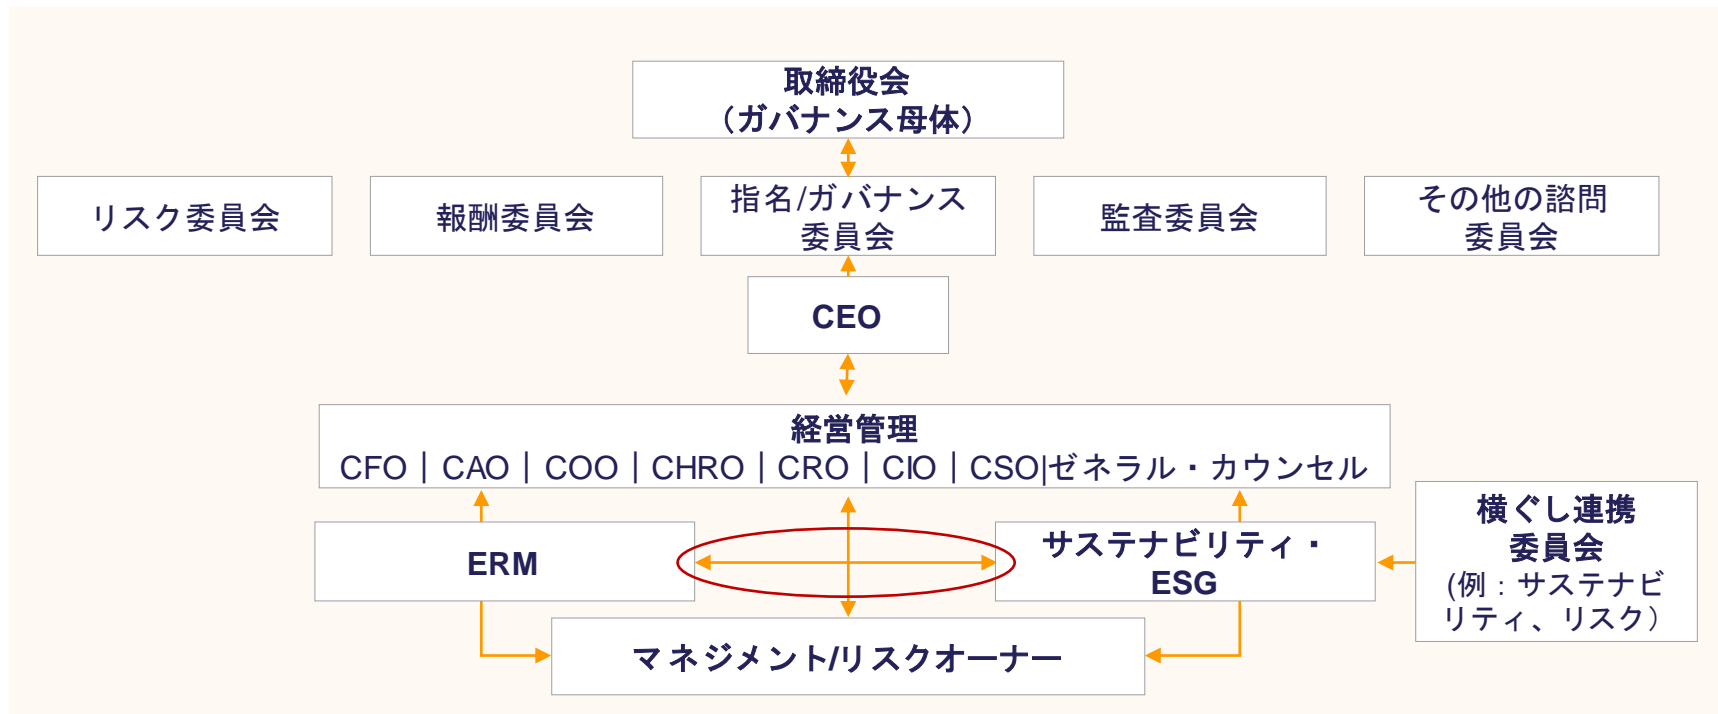 取締役会
（ガバナンス母体）
リスク委員会
報酬委員会
指名/ガバナンス
委員会
監査委員会
その他の諮問
委員会
CEO
経営管理
CFO｜CAO｜COO｜CHRO｜CRO｜CIO｜CSO|ゼネラル・カウンセル
ERM
サステナビリティ・
ESG
横ぐし連携
委員会
(例：サステナビ
リティ、リスク）
マネジメント/リスクオーナー